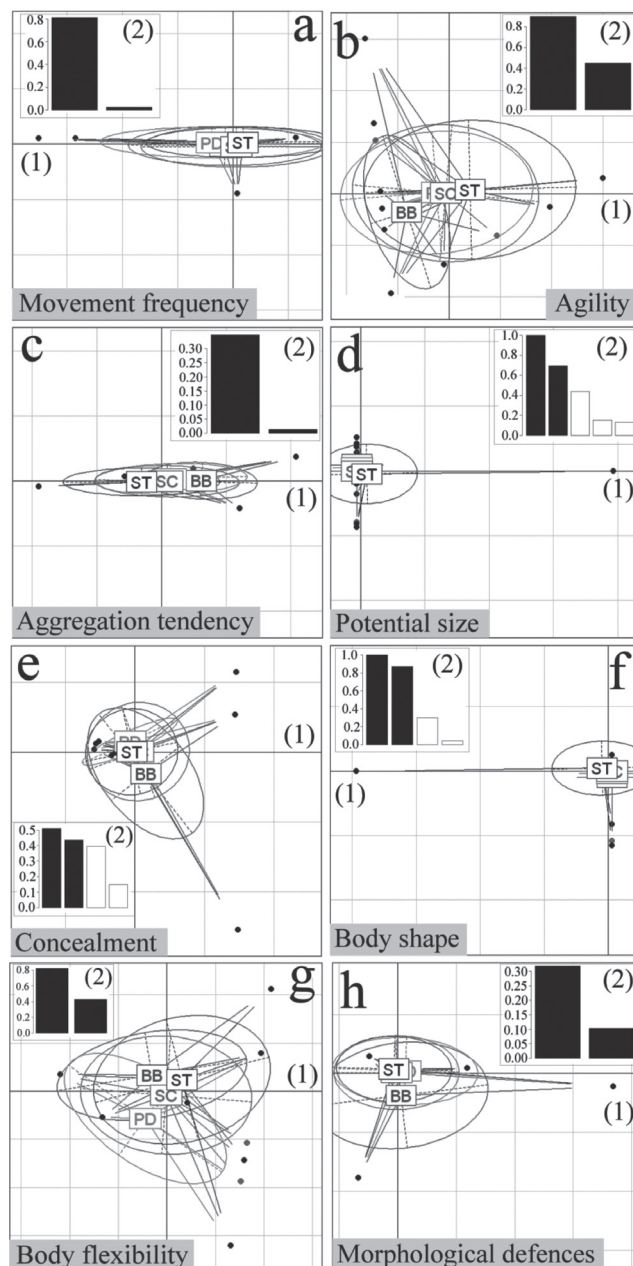 a
(2)
0.8
0.6
0.4
0.2
0.0
PD
ST
(1)
Movement frequency
b
(2)
0.8
0.6
0.4
0.2
0.0
SC
ST
BB
(1)
Agility
c
(2)
0.30
0.25
0.20
0.15
0.10
0.05
0.00
ST
SC
BB
(1)
Aggregation tendency
d
(2)
1.0
0.8
0.6
0.4
0.2
0.0
ST
(1)
Potential size
e
(1)
ST
BB
(2)
0.5
0.4
0.3
0.2
0.1
0.0
Concealment
f
(2)
1.0
0.8
0.6
0.4
0.2
0.0
ST
(1)
Body shape
g
(2)
0.8
0.6
0.4
0.2
0.0
BB
ST
SC
PD
(1)
Body flexibility
h
(2)
0.30
0.25
0.20
0.15
0.10
0.05
0.00
ST
BB
(1)
Morphological defences